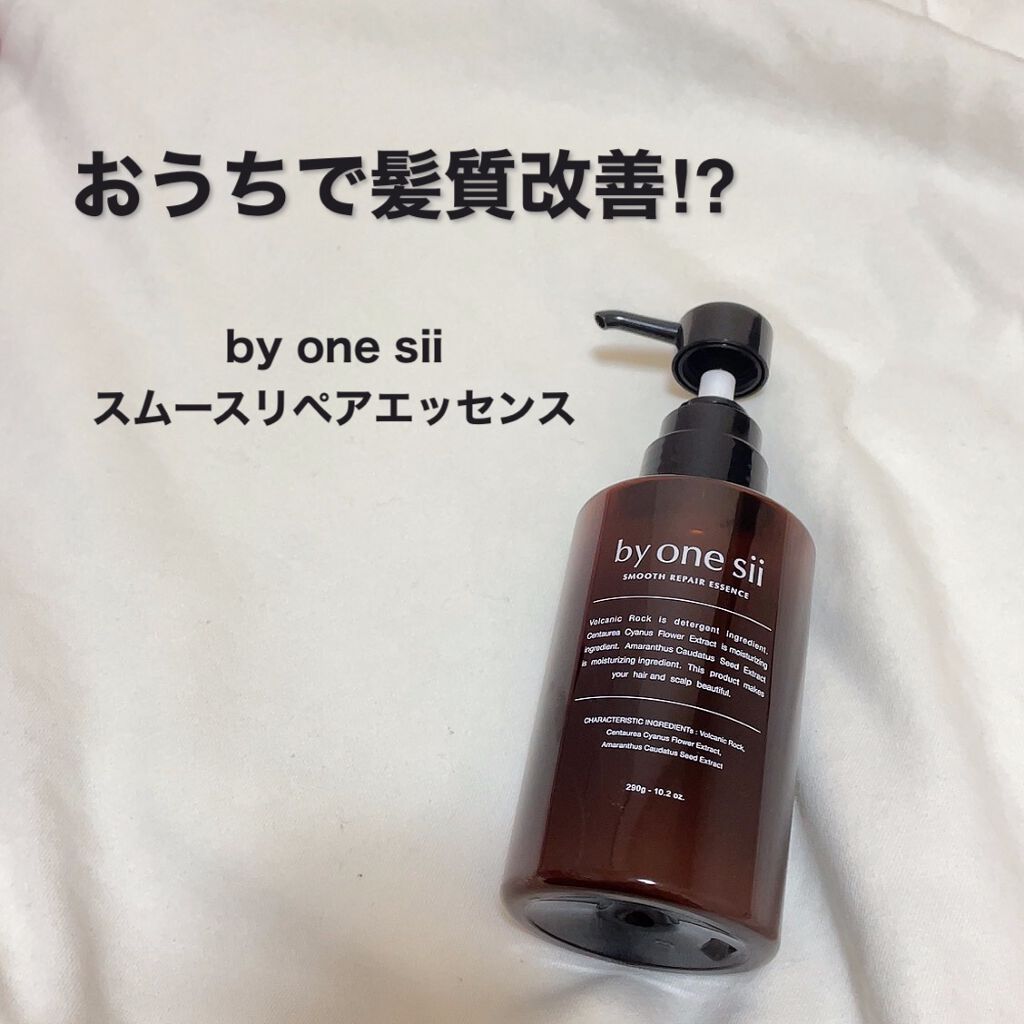 おうちで髪質改善!?
by one sii
スムースリペアエッセンス
by one sii
SMOOTH REPAIR ESSENCE
Volcanic Rock is detergent ingredient.
Centaurea Cyanus Flower Extract is moisturizing
ingredient. Amaranthus Caudatus Seed Extract
is moisturizing ingredient. This product makes
your hair and scalp beautiful.
CHARACTERISTIC INGREDIENTs : Volcanic Rock,
Centaurea Cyanus Flower Extract,
Amaranthus Caudatus Seed Extract
290g - 10.2 oz.